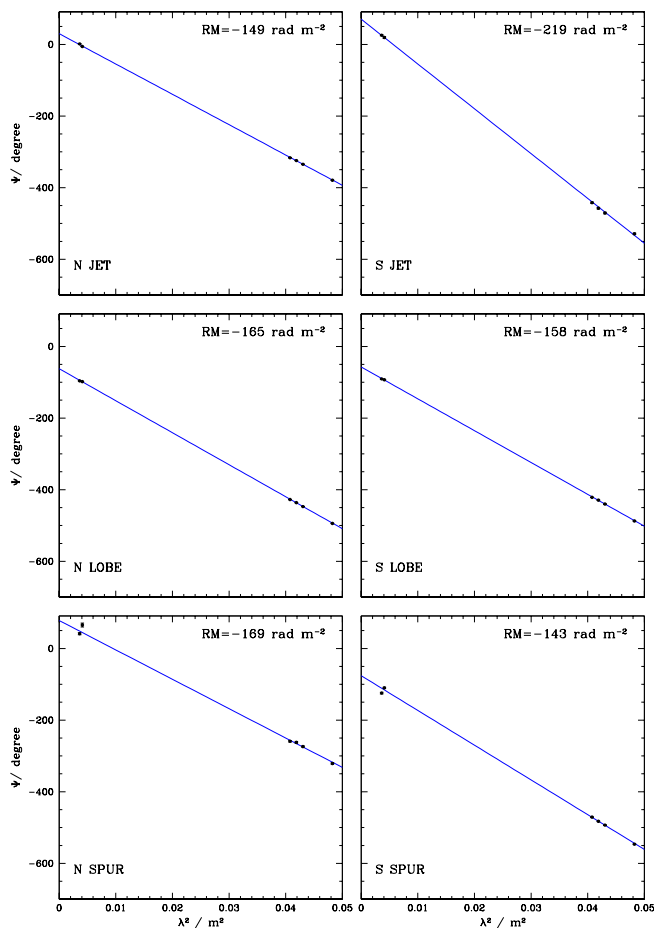 RM=−149 rad m⁻²
0
−200
−400
−600
Ψ/ degree
N JET
RM=−219 rad m⁻²
S JET
RM=−165 rad m⁻²
0
−200
−400
−600
Ψ/ degree
N LOBE
RM=−158 rad m⁻²
S LOBE
RM=−169 rad m⁻²
0
−200
−400
−600
Ψ/ degree
N SPUR
0 0.01 0.02 0.03 0.04 0.05
λ² / m²
RM=−143 rad m⁻²
S SPUR
0 0.01 0.02 0.03 0.04 0.05
λ² / m²